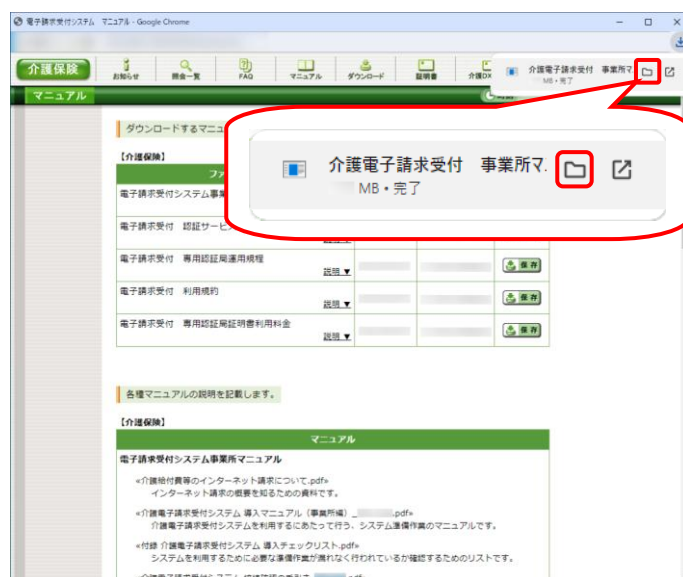 電子請求受付システム マニュアル - Google Chrome
介護保険
お知らせ 照会一覧 FAQ マニュアル ダウンロード 証明書 介護DX
介護電子請求受付 事業所マ
MB・完了
マニュアル
ダウンロードするマニュ
【介護保険】
ファ
電子請求受付システム事業
介護電子請求受付 事業所マ.
MB・完了
電子請求受付 認証サービス
説明▼
電子請求受付 専用認証局運用規程
説明▼ 保存
電子請求受付 利用規約
説明▼ 保存
電子請求受付 専用認証局証明書利用料金
説明▼ 保存
各種マニュアルの説明を記載します。
【介護保険】
マニュアル
電子請求受付システム事業所マニュアル
«介護給付費等のインターネット請求について.pdf»
インターネット請求の概要を知るための資料です。
«介護電子請求受付システム 導入マニュアル（事業所編）_ .pdf»
介護電子請求受付システムを利用するにあたって行う、システム準備作業のマニュアルです。
«付録 介護電子請求受付システム 導入チェックリスト.pdf»
システムを利用するために必要な準備作業が漏れなく行われているか確認するためのリストです。